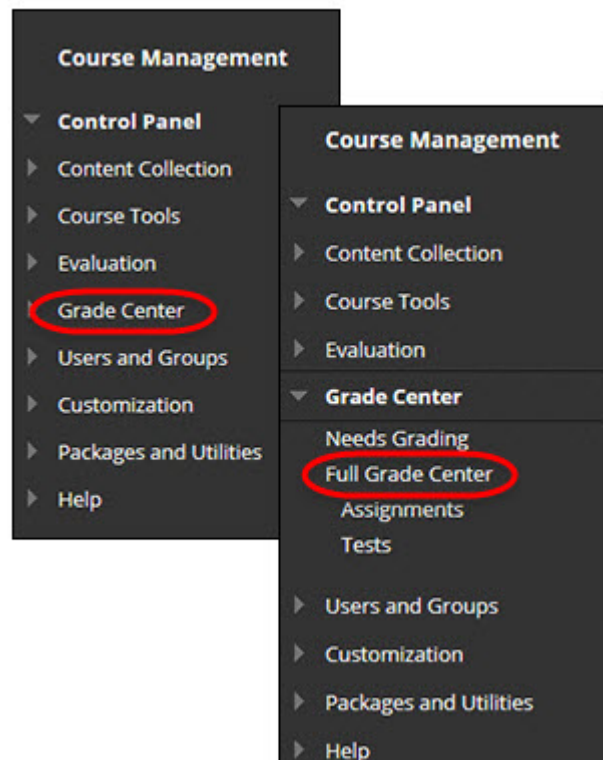 Course Management
Control Panel
Content Collection
Course Tools
Evaluation
Grade Center
Users and Groups
Customization
Packages and Utilities
Help
Course Management
Control Panel
Content Collection
Course Tools
Evaluation
Grade Center
Needs Grading
Full Grade Center
Assignments
Tests
Users and Groups
Customization
Packages and Utilities
Help